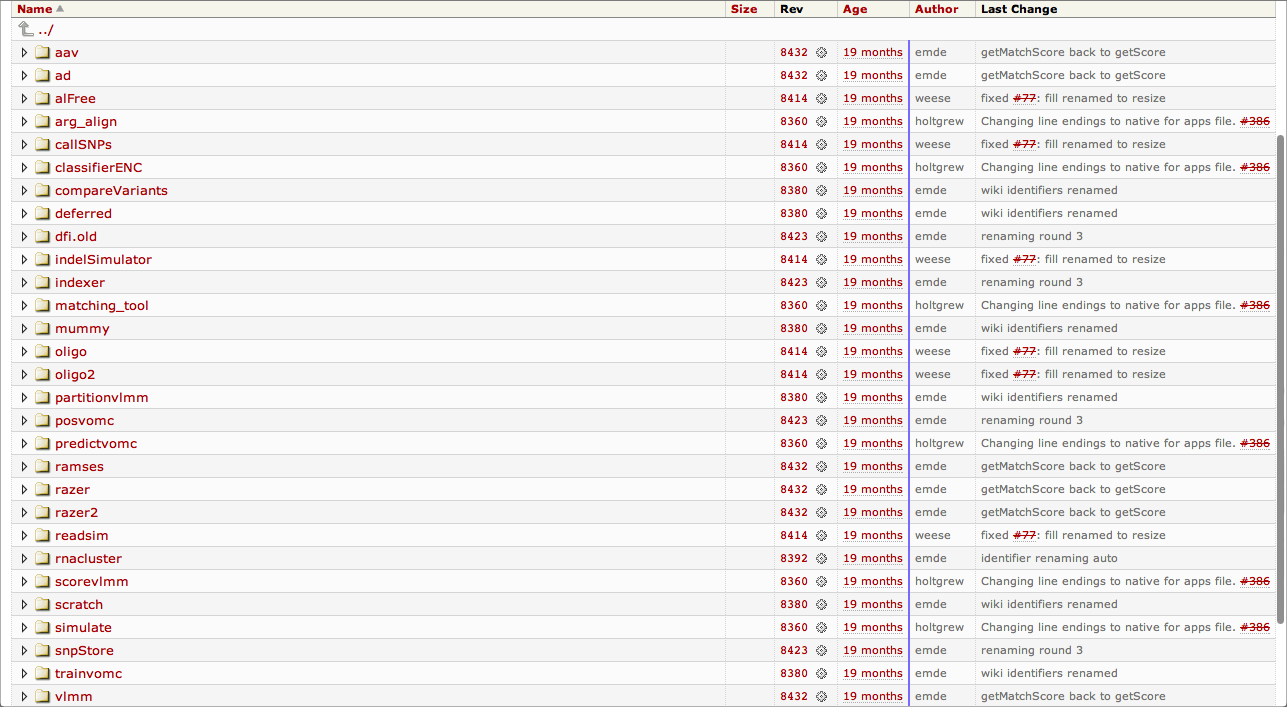 Name Size Rev Age Author Last Change
../
aav 8432 19 months emde getMatchScore back to getScore
ad 8432 19 months emde getMatchScore back to getScore
alFree 8414 19 months weese fixed #77: fill renamed to resize
arg_align 8360 19 months holtgrew Changing line endings to native for apps file. #386
callSNPs 8414 19 months weese fixed #77: fill renamed to resize
classifierENC 8360 19 months holtgrew Changing line endings to native for apps file. #386
compareVariants 8380 19 months emde wiki identifiers renamed
deferred 8380 19 months emde wiki identifiers renamed
dfi.old 8423 19 months emde renaming round 3
indelSimulator 8414 19 months weese fixed #77: fill renamed to resize
indexer 8423 19 months emde renaming round 3
matching_tool 8360 19 months holtgrew Changing line endings to native for apps file. #386
mummy 8380 19 months emde wiki identifiers renamed
oligo 8414 19 months weese fixed #77: fill renamed to resize
oligo2 8414 19 months weese fixed #77: fill renamed to resize
partitionvlmm 8380 19 months emde wiki identifiers renamed
posvomc 8423 19 months emde renaming round 3
predictvomc 8360 19 months holtgrew Changing line endings to native for apps file. #386
ramses 8432 19 months emde getMatchScore back to getScore
razer 8432 19 months emde getMatchScore back to getScore
razer2 8432 19 months emde getMatchScore back to getScore
readsim 8414 19 months weese fixed #77: fill renamed to resize
rnacluster 8392 19 months emde identifier renaming auto
scorevlmm 8360 19 months holtgrew Changing line endings to native for apps file. #386
scratch 8380 19 months emde wiki identifiers renamed
simulate 8360 19 months holtgrew Changing line endings to native for apps file. #386
snpStore 8423 19 months emde renaming round 3
trainvomc 8380 19 months emde wiki identifiers renamed
vlmm 8432 19 months emde getMatchScore back to getScore